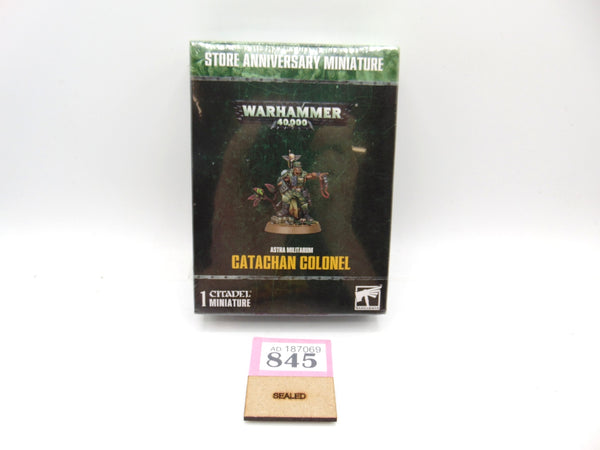 STORE ANNIVERSARY MINIATURE
WARHAMMER
40,000
ASTRA MILITARUM
CATACHAN COLONEL
1 CITADEL
MINIATURE
AD 187069
845
SEALED